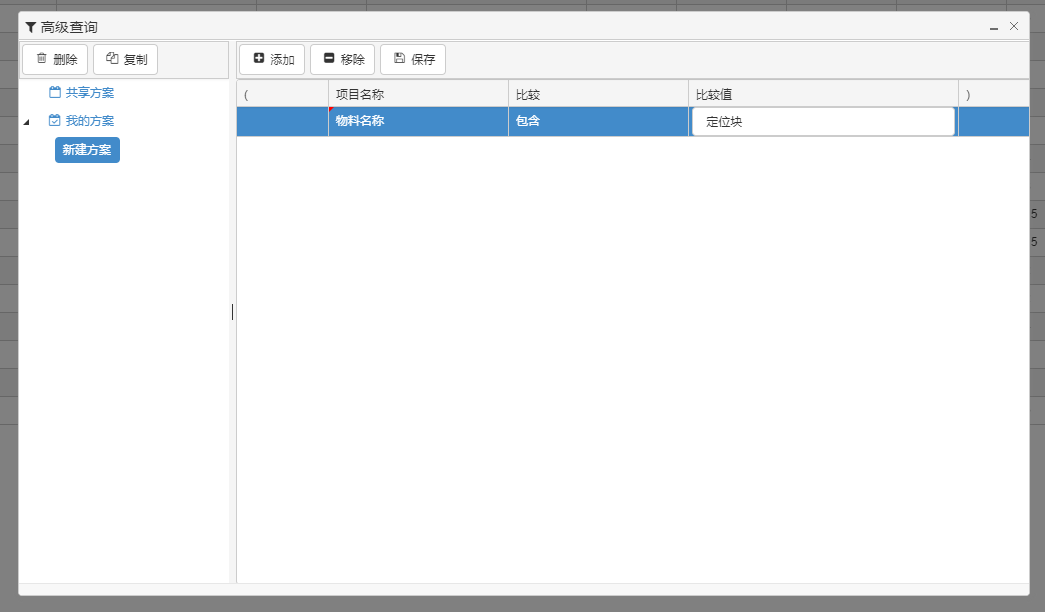 高级查询
删除 复制
添加 移除 保存
共享方案
我的方案
新建方案
( 项目名称 比较 比较值 )
物料名称 包含 定位块
5
5